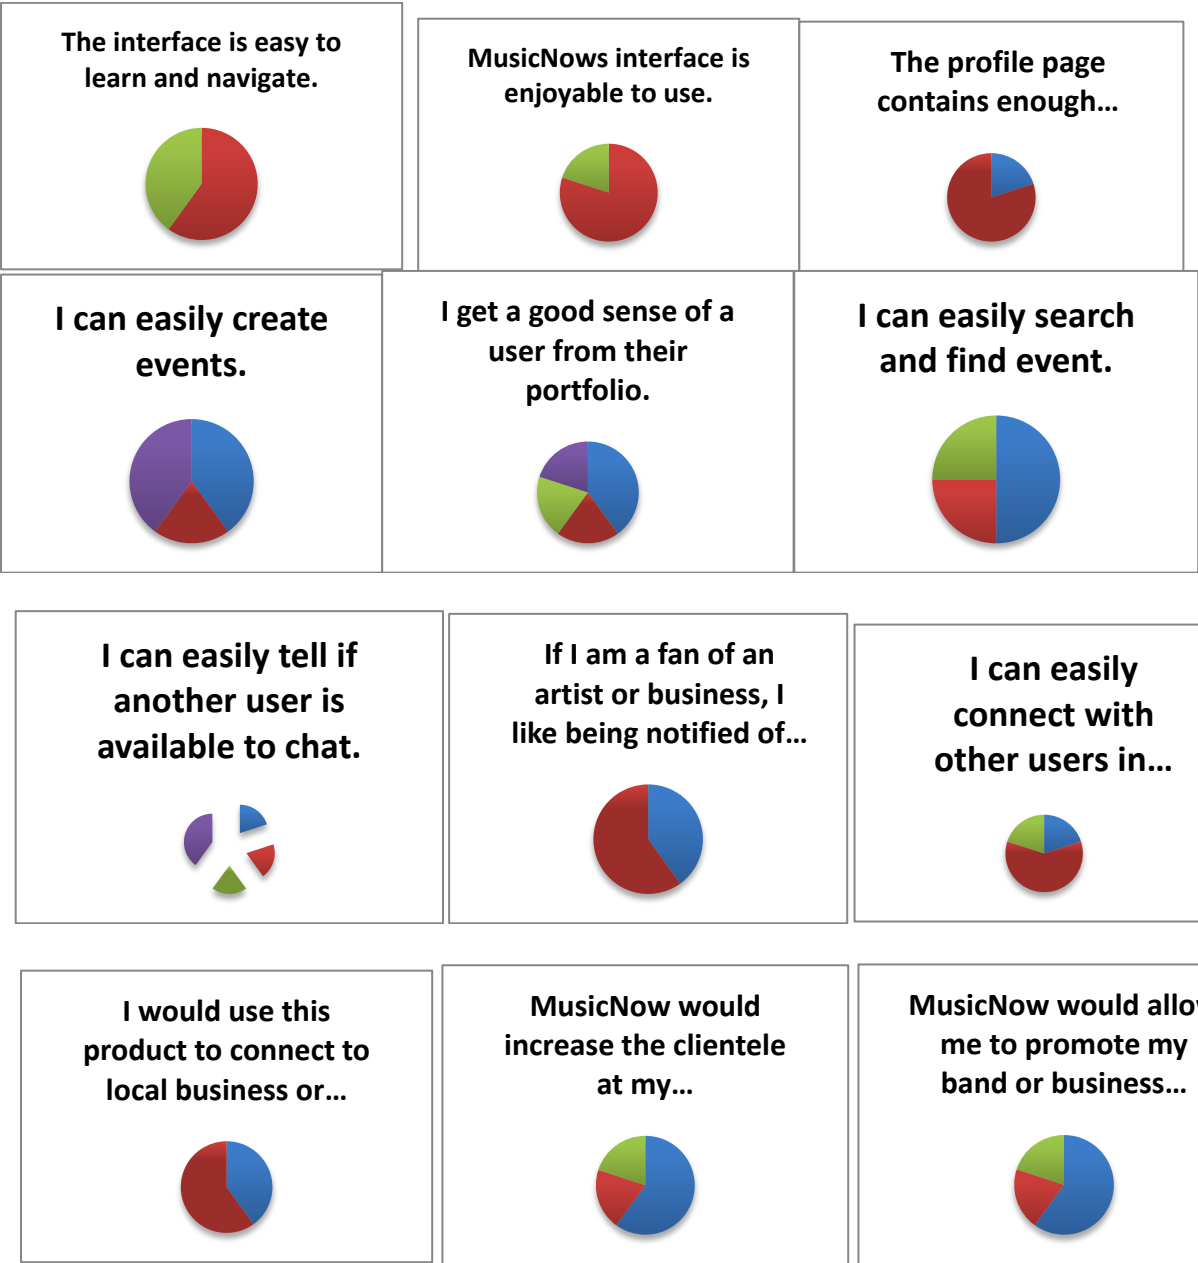 The interface is easy to
learn and navigate.
MusicNows interface is
enjoyable to use.
The profile page
contains enough…
I can easily create
events.
I get a good sense of a
user from their
portfolio.
I can easily search
and find event.
I can easily tell if
another user is
available to chat.
If I am a fan of an
artist or business, I
like being notified of…
I can easily
connect with
other users in…
I would use this
product to connect to
local business or…
MusicNow would
increase the clientele
at my…
MusicNow would allow
me to promote my
band or business…